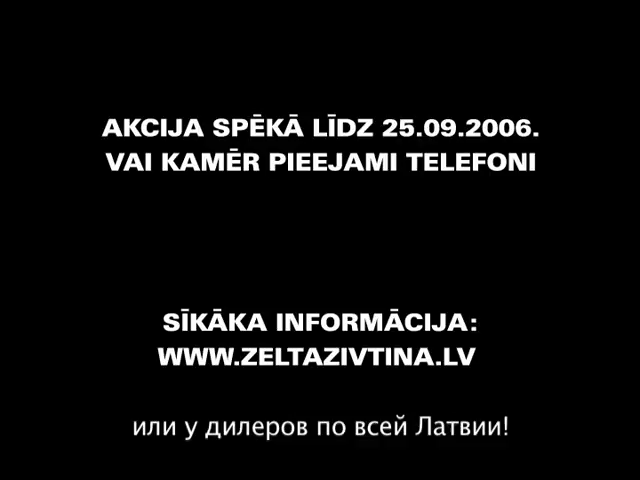 AKCIJA SPĒKĀ LĪDZ 25.09.2006.
VAI KAMĒR PIEEJAMI TELEFONI
SĪKĀKA INFORMĀCIJA:
WWW.ZELTAZIVTINA.LV
или у дилеров по всей Латвии!